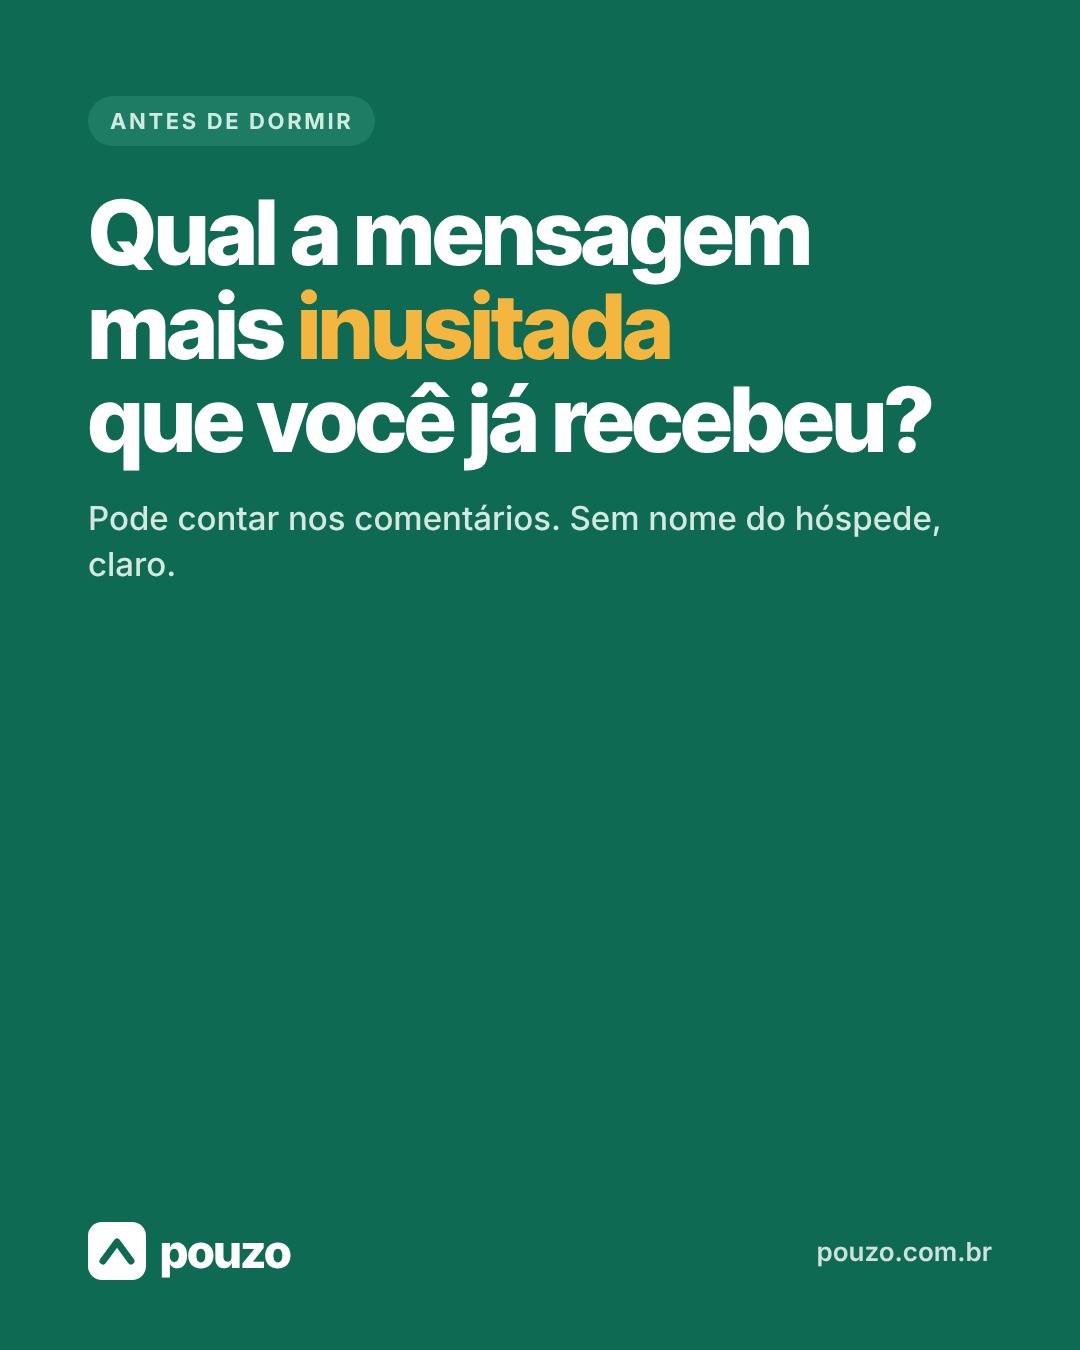 ANTES DE DORMIR
Qual a mensagem
mais inusitada
que você já recebeu?
Pode contar nos comentários. Sem nome do hóspede,
claro.
pouzo
pouzo.com.br